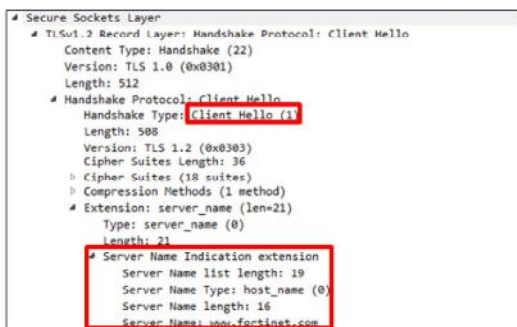 Secure Sockets Layer
TLSv1.2 Record Layer: Handshake Protocol: Client Hello
Content Type: Handshake (22)
Version: TLS 1.0 (0x0301)
Length: 512
Handshake Protocol: Client Hello
Handshake Type: Client Hello (1)
Length: 508
Version: TLS 1.2 (0x0303)
Cipher Suites Length: 36
Cipher Suites (18 suites)
Compression Methods (1 method)
Extension: server_name (len=21)
Type: server_name (0)
Length: 21
Server Name Indication extension
Server Name list length: 19
Server Name Type: host_name (0)
Server Name length: 16
Server Name: www.fortinet.com